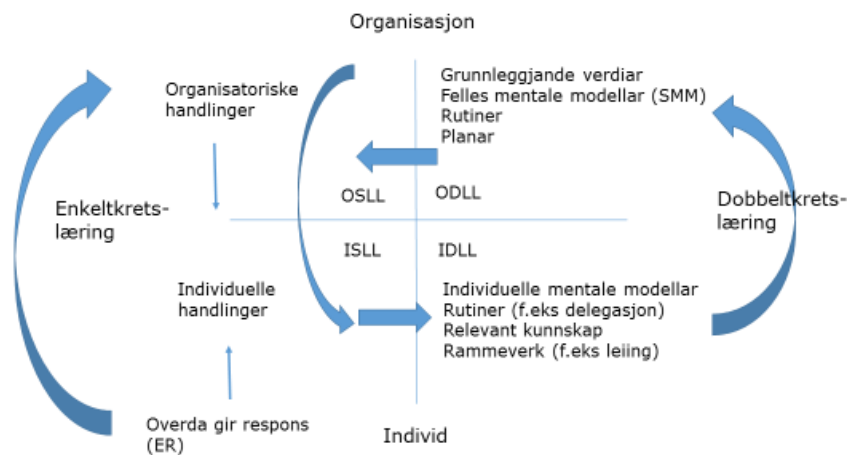 Organisasjon
Organisatoriske
handlinger
Grunnleggjande verdiar
Felles mentale modellar (SMM)
Rutiner
Planar
Enkeltkrets-
læring
OSLL
ODLL
Dobbeltkrets-
læring
ISLL
IDLL
Individuelle
handlinger
Individuelle mentale modellar
Rutiner (f.eks delegasjon)
Relevant kunnskap
Rammeverk (f.eks leiing)
Overda gir respons
(ER)
Individ